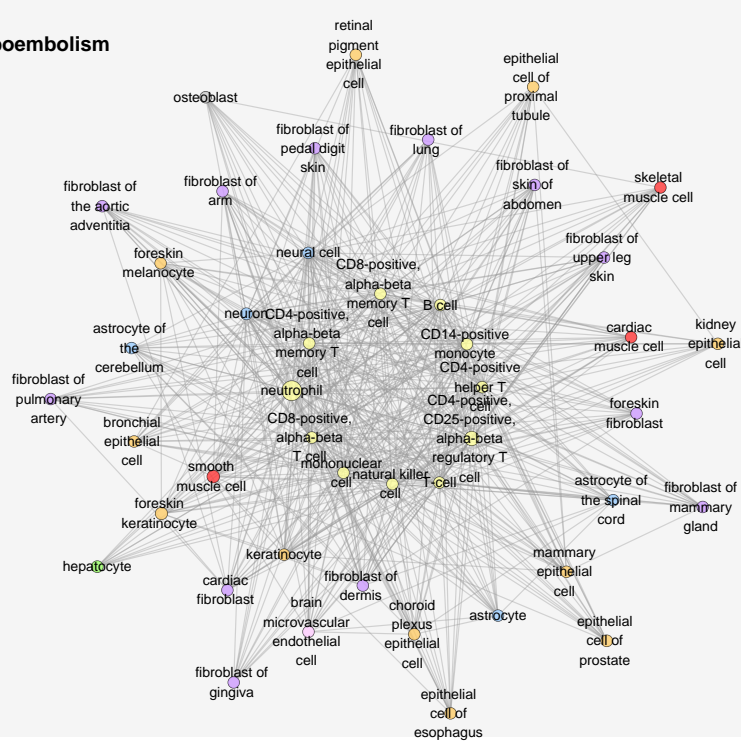 retinal
pigment
epithelial
cell
epithelial
cell of
proximal
tubule
osteoblast
fibroblast of
pedal digit
skin
fibroblast of
lung
fibroblast of
arm
fibroblast of
skin of
abdomen
skeletal
muscle cell
fibroblast of
the aortic
adventitia
foreskin
melanocyte
neural cell
fibroblast of
upper leg
skin
CD8-positive,
alpha-beta
memory T
cell
B cell
neuron
CD4-positive,
alpha-beta
memory T
cell
CD14-positive
monocyte
cardiac
muscle cell
kidney
epithelia
cell
astrocyte of
the
cerebellum
CD4-positive
helper T
cell
neutrophil
fibroblast of
pulmonary
artery
CD4-positive,
CD25-positive,
alpha-beta
regulatory T
cell
foreskin
fibroblast
bronchial
epithelial
cell
CD8-positive,
alpha-beta
T cell
mononuclear
cell
natural killer
cell
T-cell
smooth
muscle cell
foreskin
keratinocyte
astrocyte of
the spinal
cord
fibroblast of
mammary
gland
hepatocyte
keratinocyte
mammary
epithelial
cell
cardiac
fibroblast
fibroblast of
dermis
brain
microvascular
endothelial
cell
choroid
plexus
epithelial
cell
astrocyte
epithelial
cell of
prostate
fibroblast of
gingiva
epithelial
cell of
esophagus